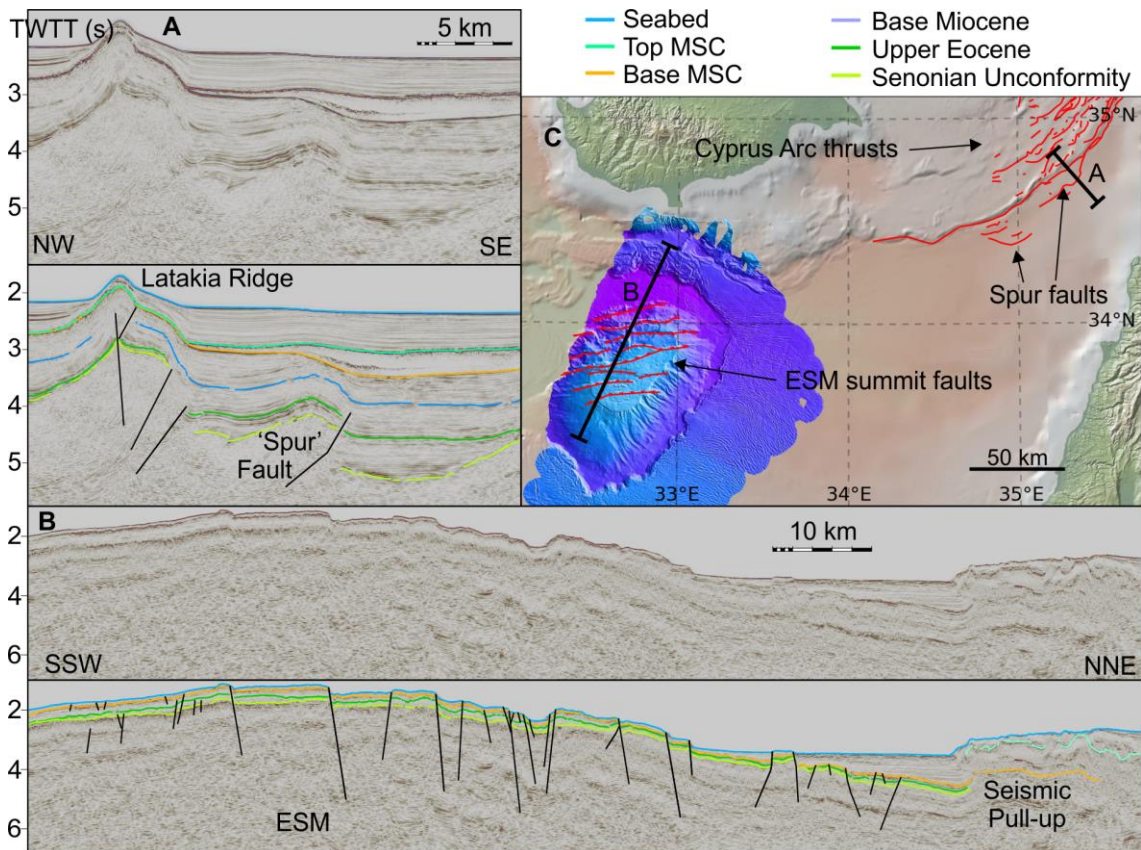 TWTT (s)
A
5 km
3
4
5
NW
SE
Seabed
Top MSC
Base MSC
Base Miocene
Upper Eocene
Senonian Unconformity
2
Latakia Ridge
3
4
'Spur'
Fault
5
C
35°N
Cyprus Arc thrusts
A
Spur faults
B
34°N
ESM summit faults
50 km
33°E
34°E
35°E
B
10 km
2
4
6
SSW
NNE
2
4
6
ESM
Seismic
Pull-up